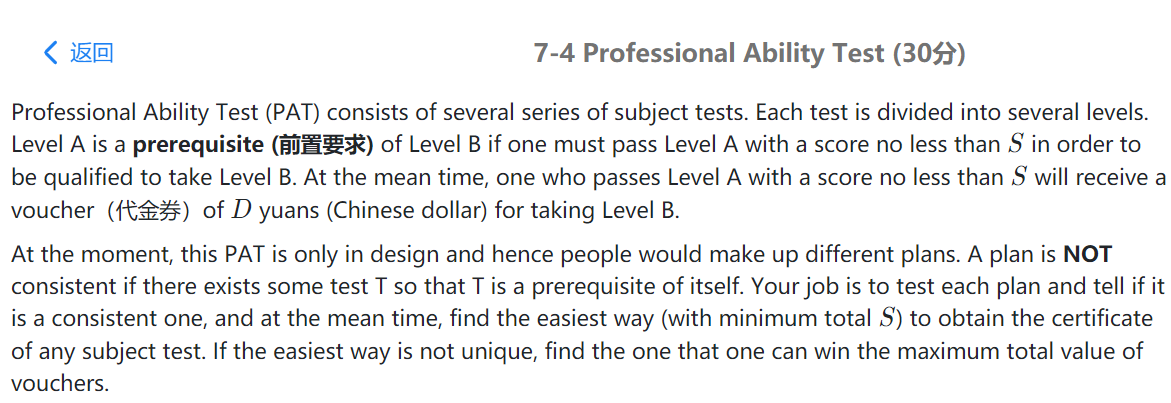 返回
7-4 Professional Ability Test (30分)
Professional Ability Test (PAT) consists of several series of subject tests. Each test is divided into several levels.
Level A is a prerequisite (前置要求) of Level B if one must pass Level A with a score no less than S in order to
be qualified to take Level B. At the mean time, one who passes Level A with a score no less than S will receive a
voucher（代金券）of D yuans (Chinese dollar) for taking Level B.
At the moment, this PAT is only in design and hence people would make up different plans. A plan is NOT
consistent if there exists some test T so that T is a prerequisite of itself. Your job is to test each plan and tell if it
is a consistent one, and at the mean time, find the easiest way (with minimum total S) to obtain the certificate
of any subject test. If the easiest way is not unique, find the one that one can win the maximum total value of
vouchers.